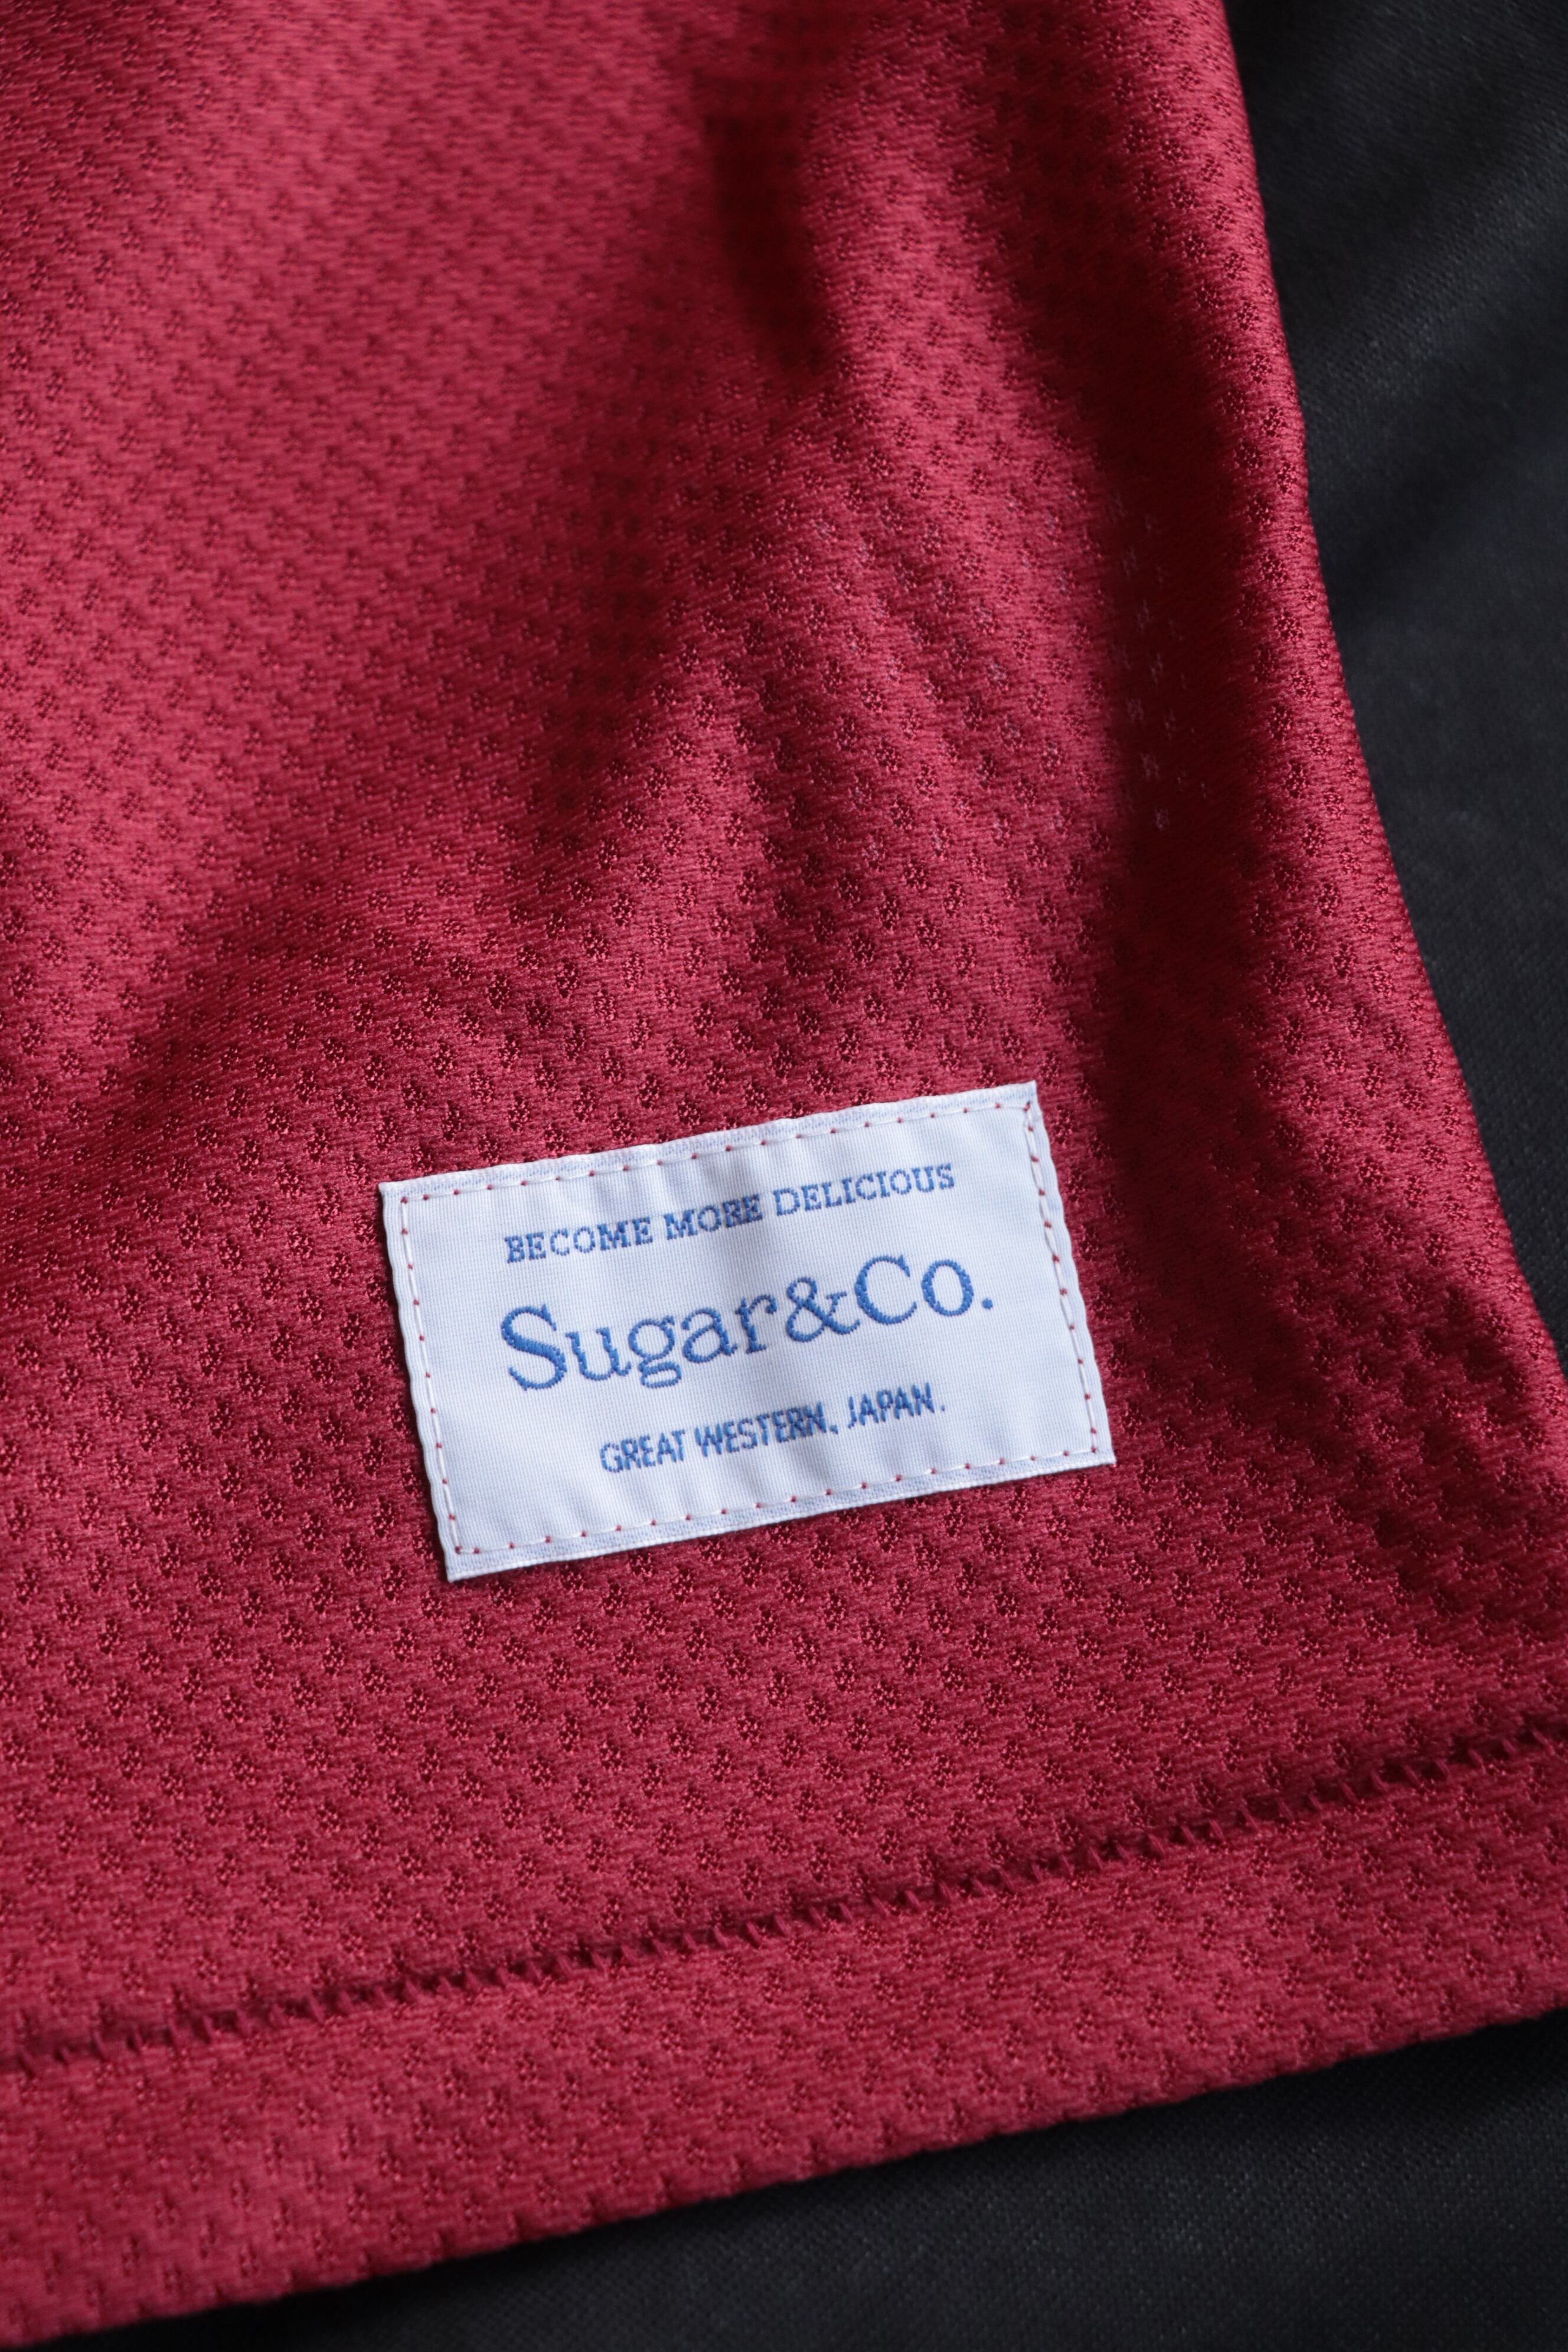 BECOME MORE DELICIOUS
Sugar&Co.
GREAT WESTERN, JAPAN.